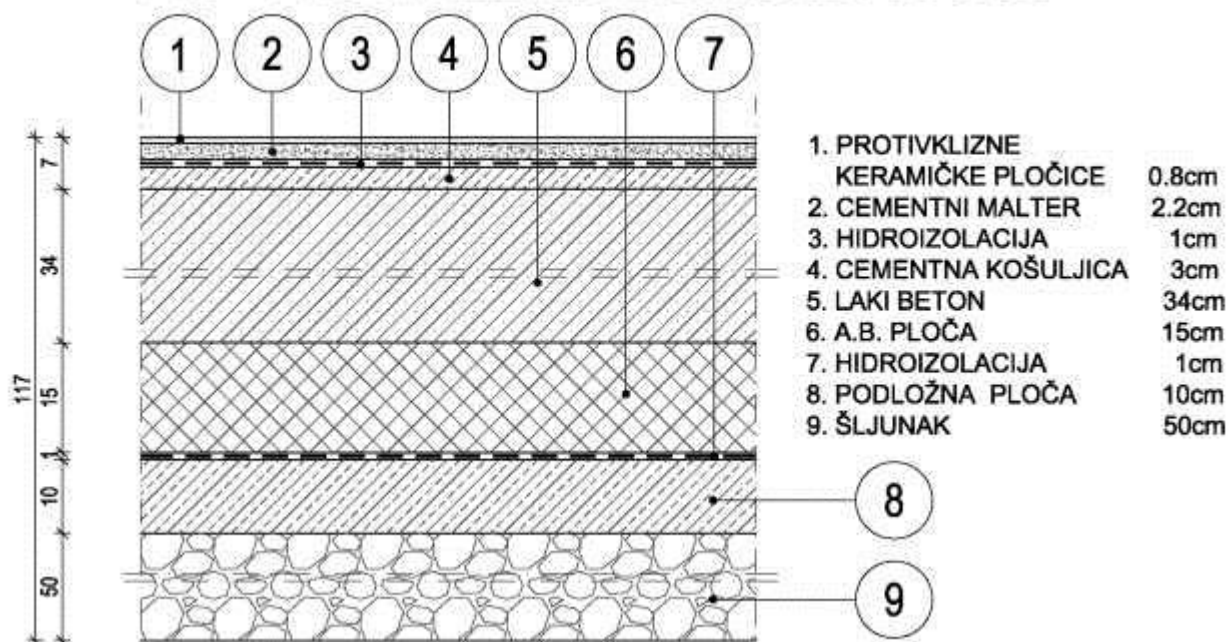 1 2 3 4 5 6 7
1. PROTIVKLIZNE
KERAMIČKE PLOČICE 0.8cm
2. CEMENTNI MALTER 2.2cm
3. HIDROIZOLACIJA 1cm
4. CEMENTNA KOŠULJICA 3cm
5. LAKI BETON 34cm
6. A.B. PLOČA 15cm
7. HIDROIZOLACIJA 1cm
8. PODLOŽNA PLOČA 10cm
9. ŠLJUNAK 50cm
7
34
117
15
1
10
50
8
9